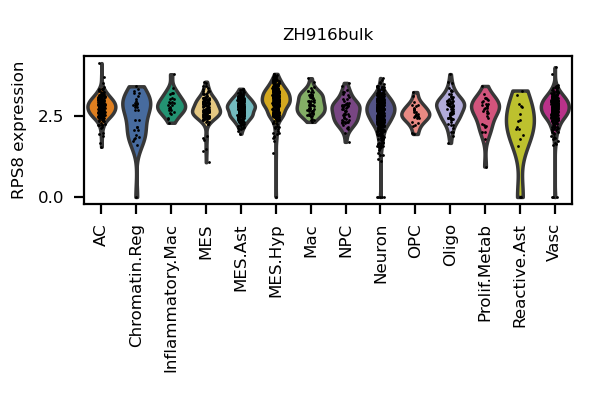 ZH916bulk
RPS8 expression
2.5
0.0
AC
Chromatin.Reg
Inflammatory.Mac
MES
MES.Ast
MES.Hyp
Mac
NPC
Neuron
OPC
Oligo
Prolif.Metab
Reactive.Ast
Vasc